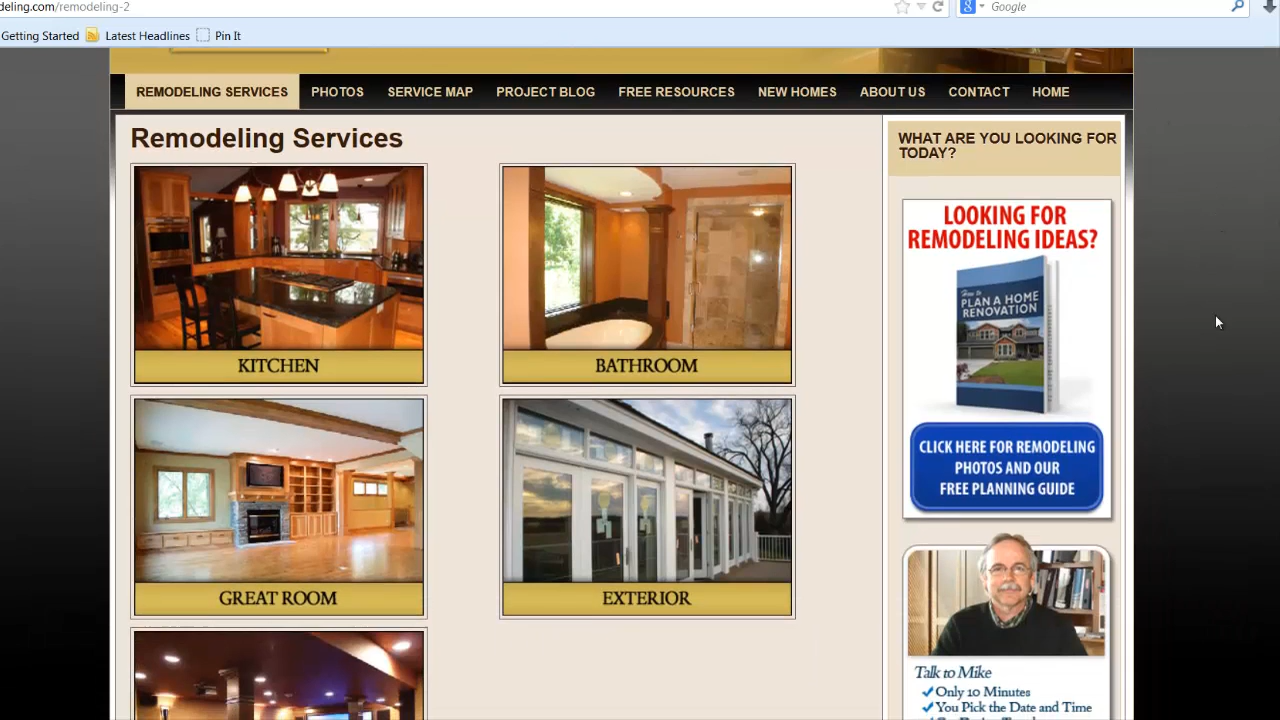 deling.com/remodeling-2
Google
Getting Started
Latest Headlines
Pin It
REMODELING SERVICES
PHOTOS
SERVICE MAP
PROJECT BLOG
FREE RESOURCES
NEW HOMES
ABOUT US
CONTACT
HOME
Remodeling Services
KITCHEN
BATHROOM
GREAT ROOM
EXTERIOR
WHAT ARE YOU LOOKING FOR
TODAY?
LOOKING FOR
REMODELING IDEAS?
How to
PLAN A HOME
RENOVATION
CLICK HERE FOR REMODELING
PHOTOS AND OUR
FREE PLANNING GUIDE
Talk to Mike
Only 10 Minutes
You Pick the Date and Time